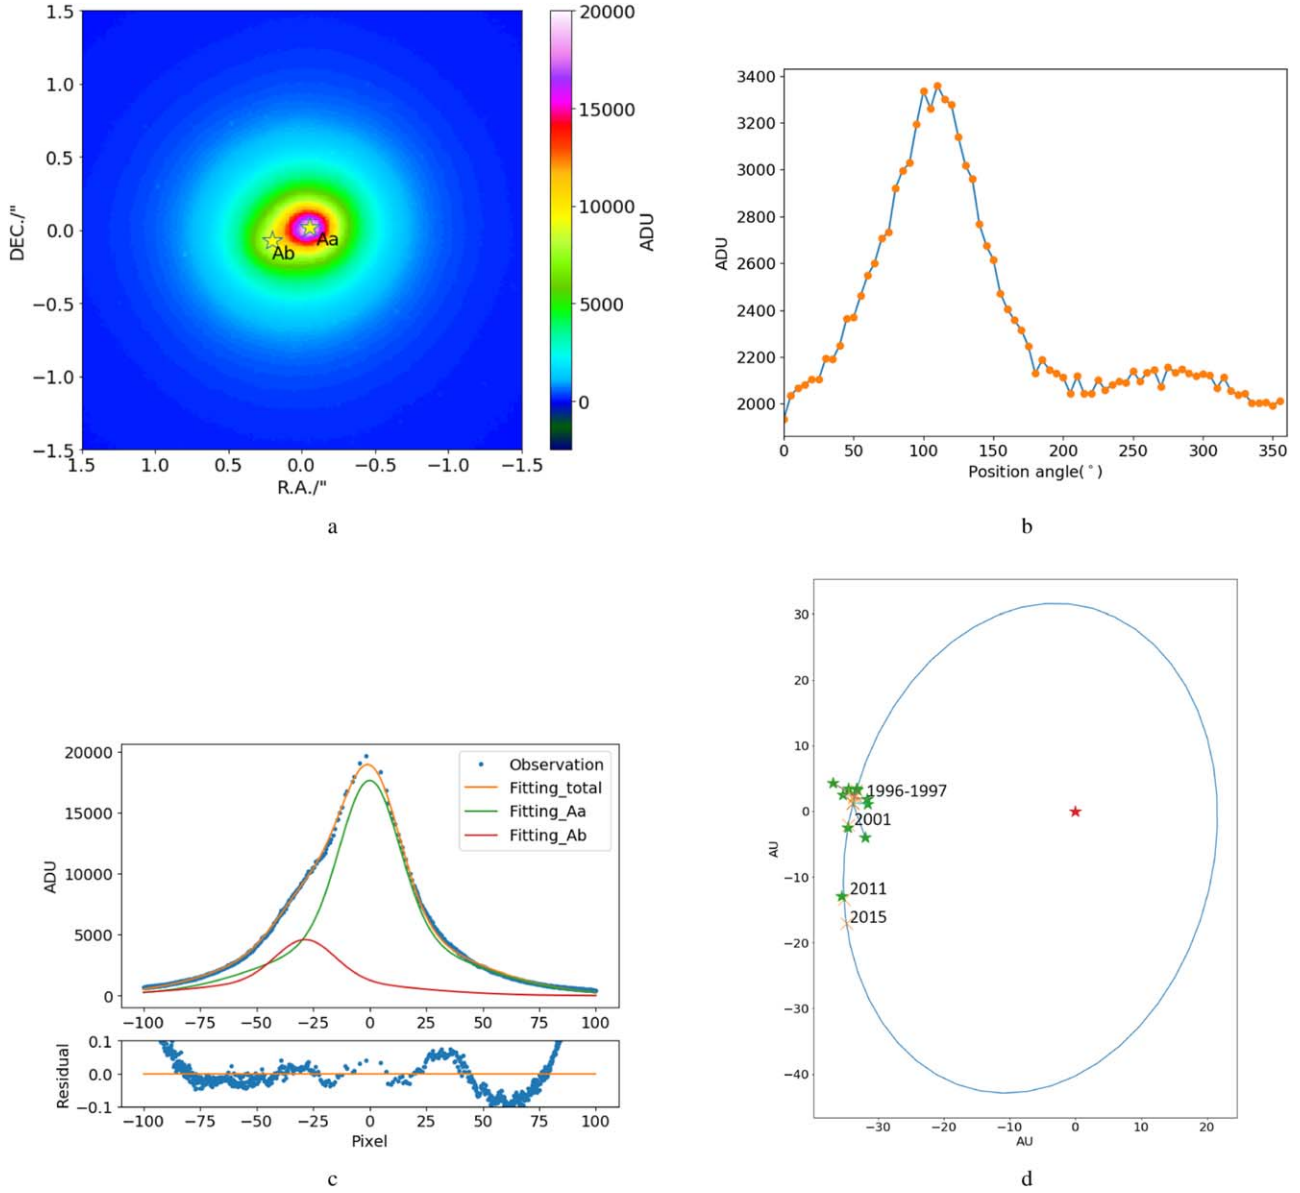 1.5
1.0
0.5
0.0
−0.5
−1.0
−1.5
DEC./"
1.5 1.0 0.5 0.0 −0.5 −1.0 −1.5
R.A./"
Aa
Ab
20000
15000
10000
5000
0
ADU
a
3400
3200
3000
2800
2600
2400
2200
2000
ADU
0 50 100 150 200 250 300 350
Position angle(°)
b
20000
15000
10000
5000
0
ADU
Observation
Fitting_total
Fitting_Aa
Fitting_Ab
−100 −75 −50 −25 0 25 50 75 100
0.1
0.0
−0.1
Residual
−100 −75 −50 −25 0 25 50 75 100
Pixel
c
30
20
10
0
−10
−20
−30
−40
AU
1996-1997
2001
2011
2015
−30 −20 −10 0 10 20
AU
d